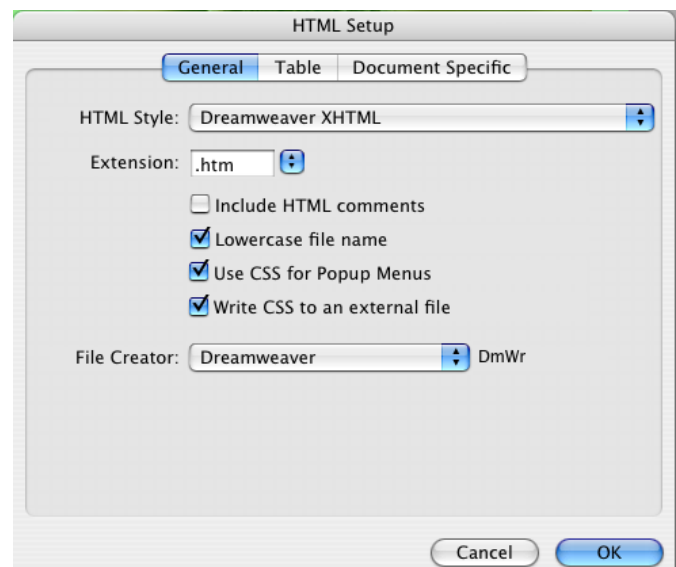 HTML Setup
General Table Document Specific
HTML Style: Dreamweaver XHTML
Extension: .htm
Include HTML comments
Lowercase file name
Use CSS for Popup Menus
Write CSS to an external file
File Creator: Dreamweaver DmWr
Cancel OK